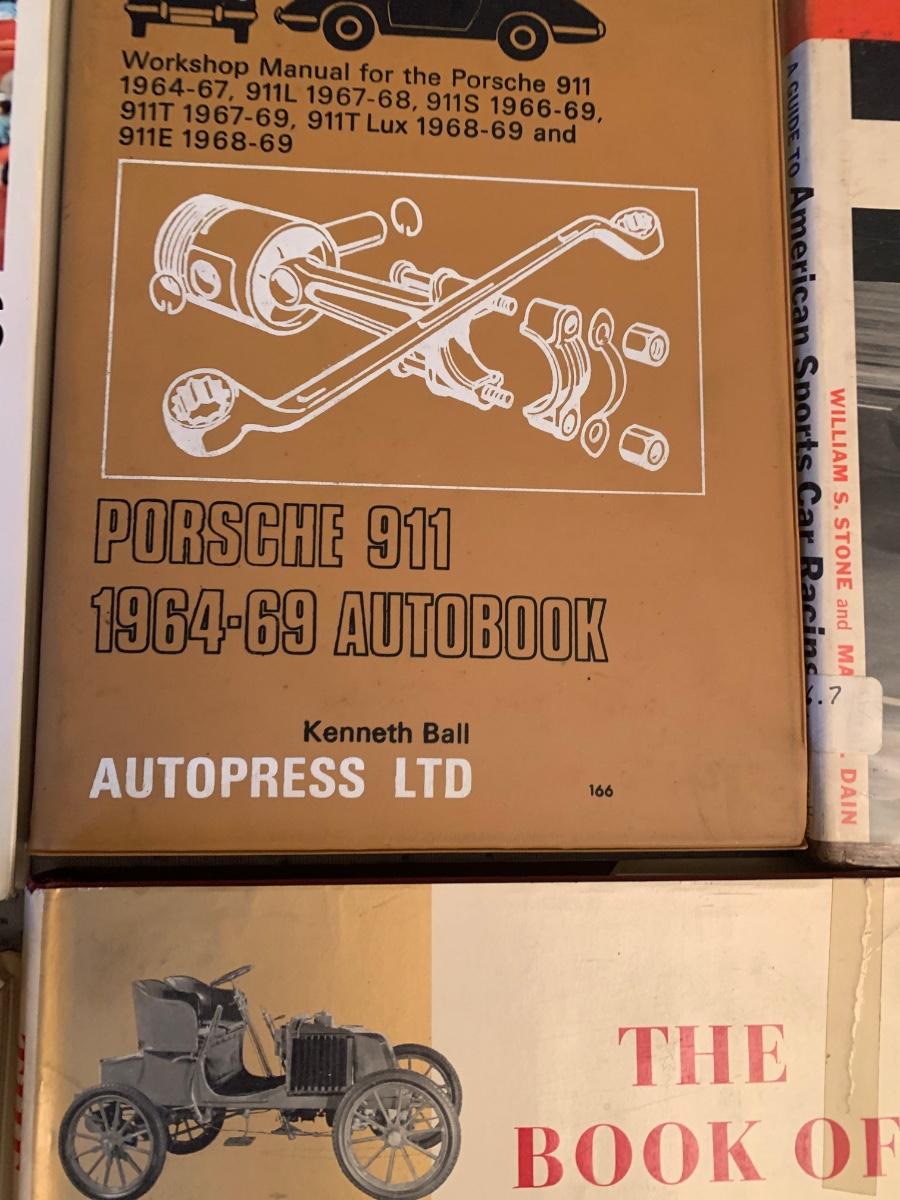 Workshop Manual for the Porsche 911
1964-67, 911L 1967-68, 911S 1966-69,
911T 1967-69, 911T Lux 1968-69 and
911E 1968-69
PORSCHE 911
1964-69 AUTOBOOK
Kenneth Ball
AUTOPRESS LTD
166
A GUIDE TO American Sports Car Racing
WILLIAM S. STONE and MA
. DAIN
.7
THE
BOOK OF